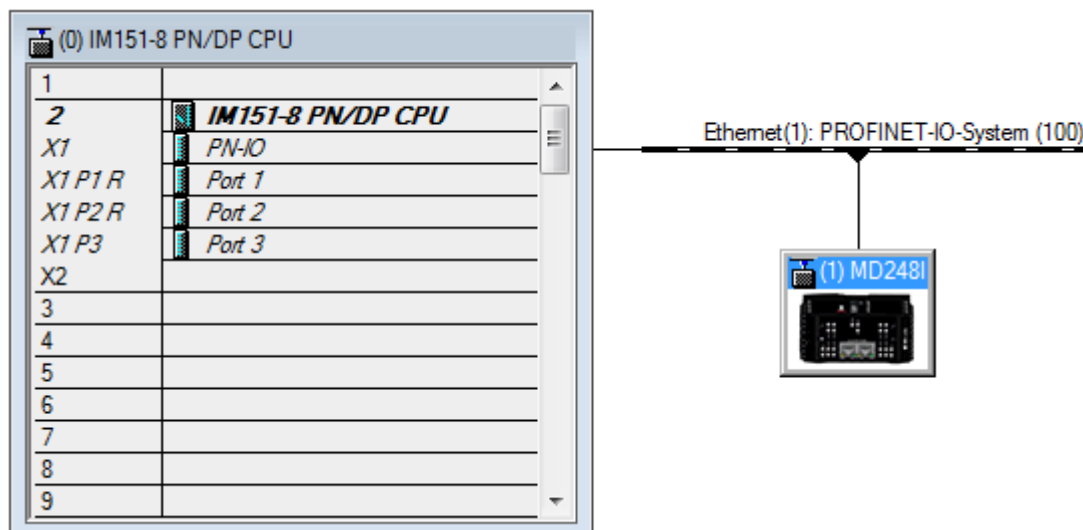 (0) IM151-8 PN/DP CPU
1
2 IM151-8 PN/DP CPU
X1 PN-IO
X1 P1 R Port 1
X1 P2 R Port 2
X1 P3 Port 3
X2
3
4
5
6
7
8
9
Ethernet(1): PROFINET-IO-System (100)
(1) MD248I